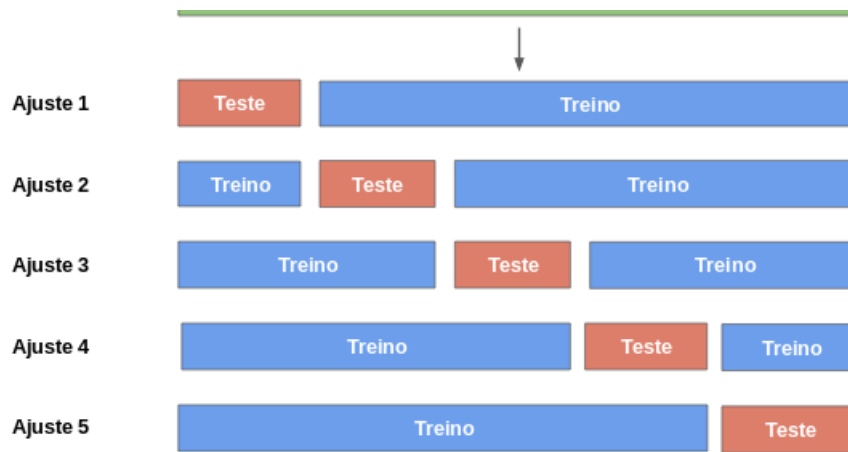 Ajuste 1 Teste Treino
Ajuste 2 Treino Teste Treino
Ajuste 3 Treino Teste Treino
Ajuste 4 Treino Teste Treino
Ajuste 5 Treino Teste